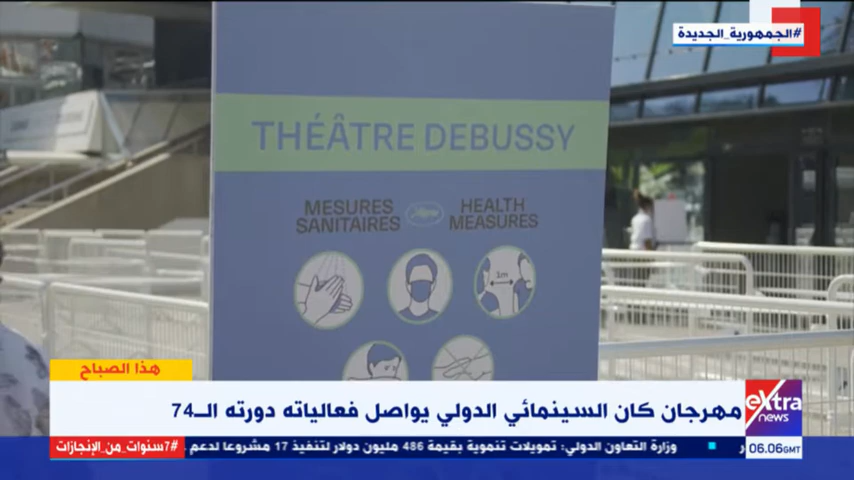 #الجمهورية_الجديدة
THÉÂTRE DEBUSSY
MESURES SANITAIRES
HEALTH MEASURES
1m
هذا الصباح
مهرجان كان السينمائي الدولي يواصل فعالياته دورته الـ74
eXtra news
06.06GMT
وزارة التعاون الدولي: تمويلات تنموية بقيمة 486 مليون دولار لتنفيذ 17 مشروعا لدعم
#7سنوات_من_الإنجازات